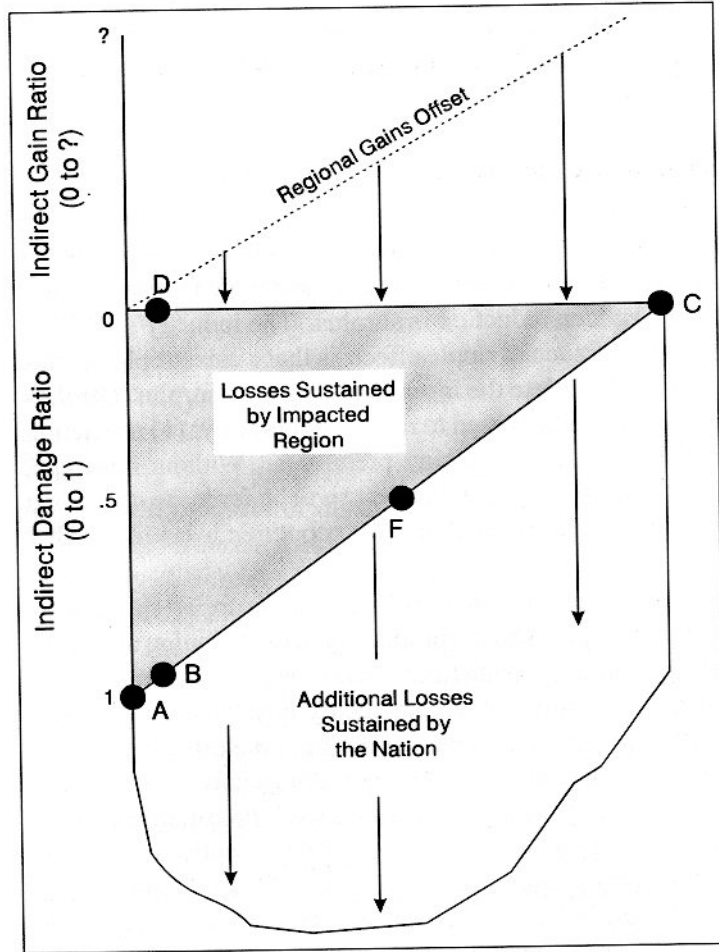 ?
Indirect Gain Ratio
(0 to ?)
Regional Gains Offset
D
C
0
Losses Sustained
by Impacted
Region
Indirect Damage Ratio
(0 to 1)
.5
F
B
1
A
Additional Losses
Sustained by
the Nation